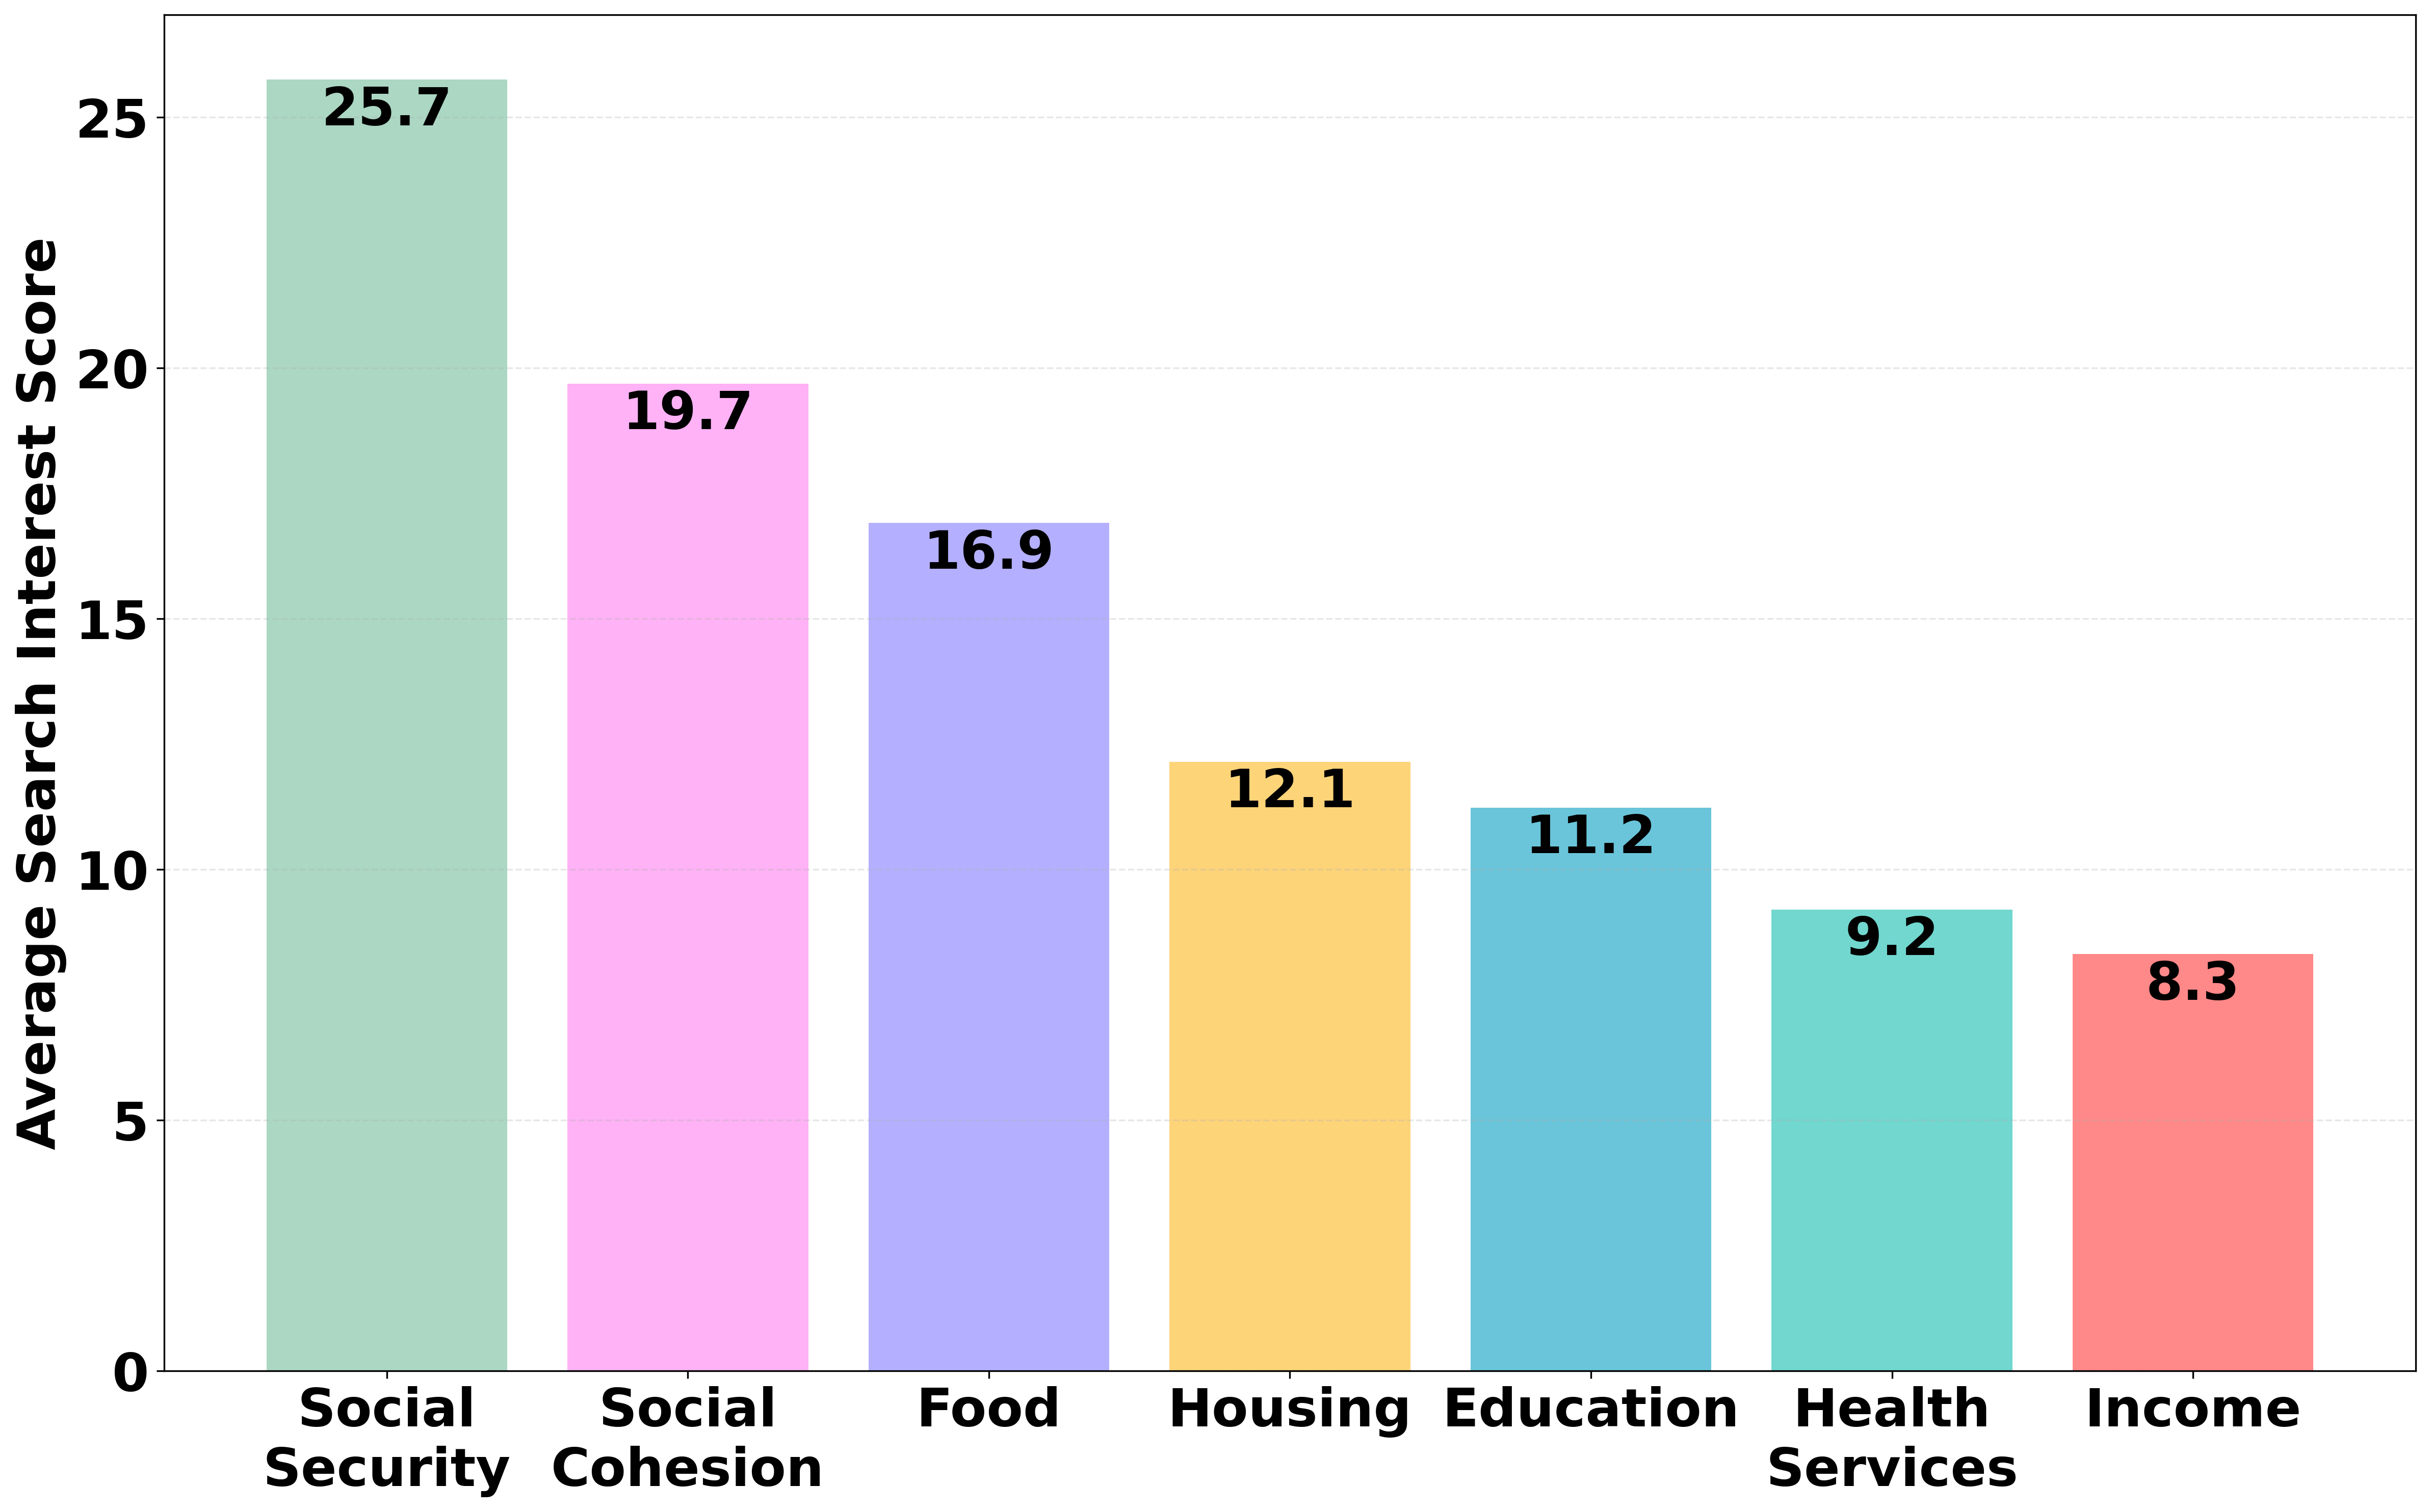 Average Search Interest Score
25
20
15
10
5
0
25.7
19.7
16.9
12.1
11.2
9.2
8.3
Social
Security
Social
Cohesion
Food
Housing
Education
Health
Services
Income